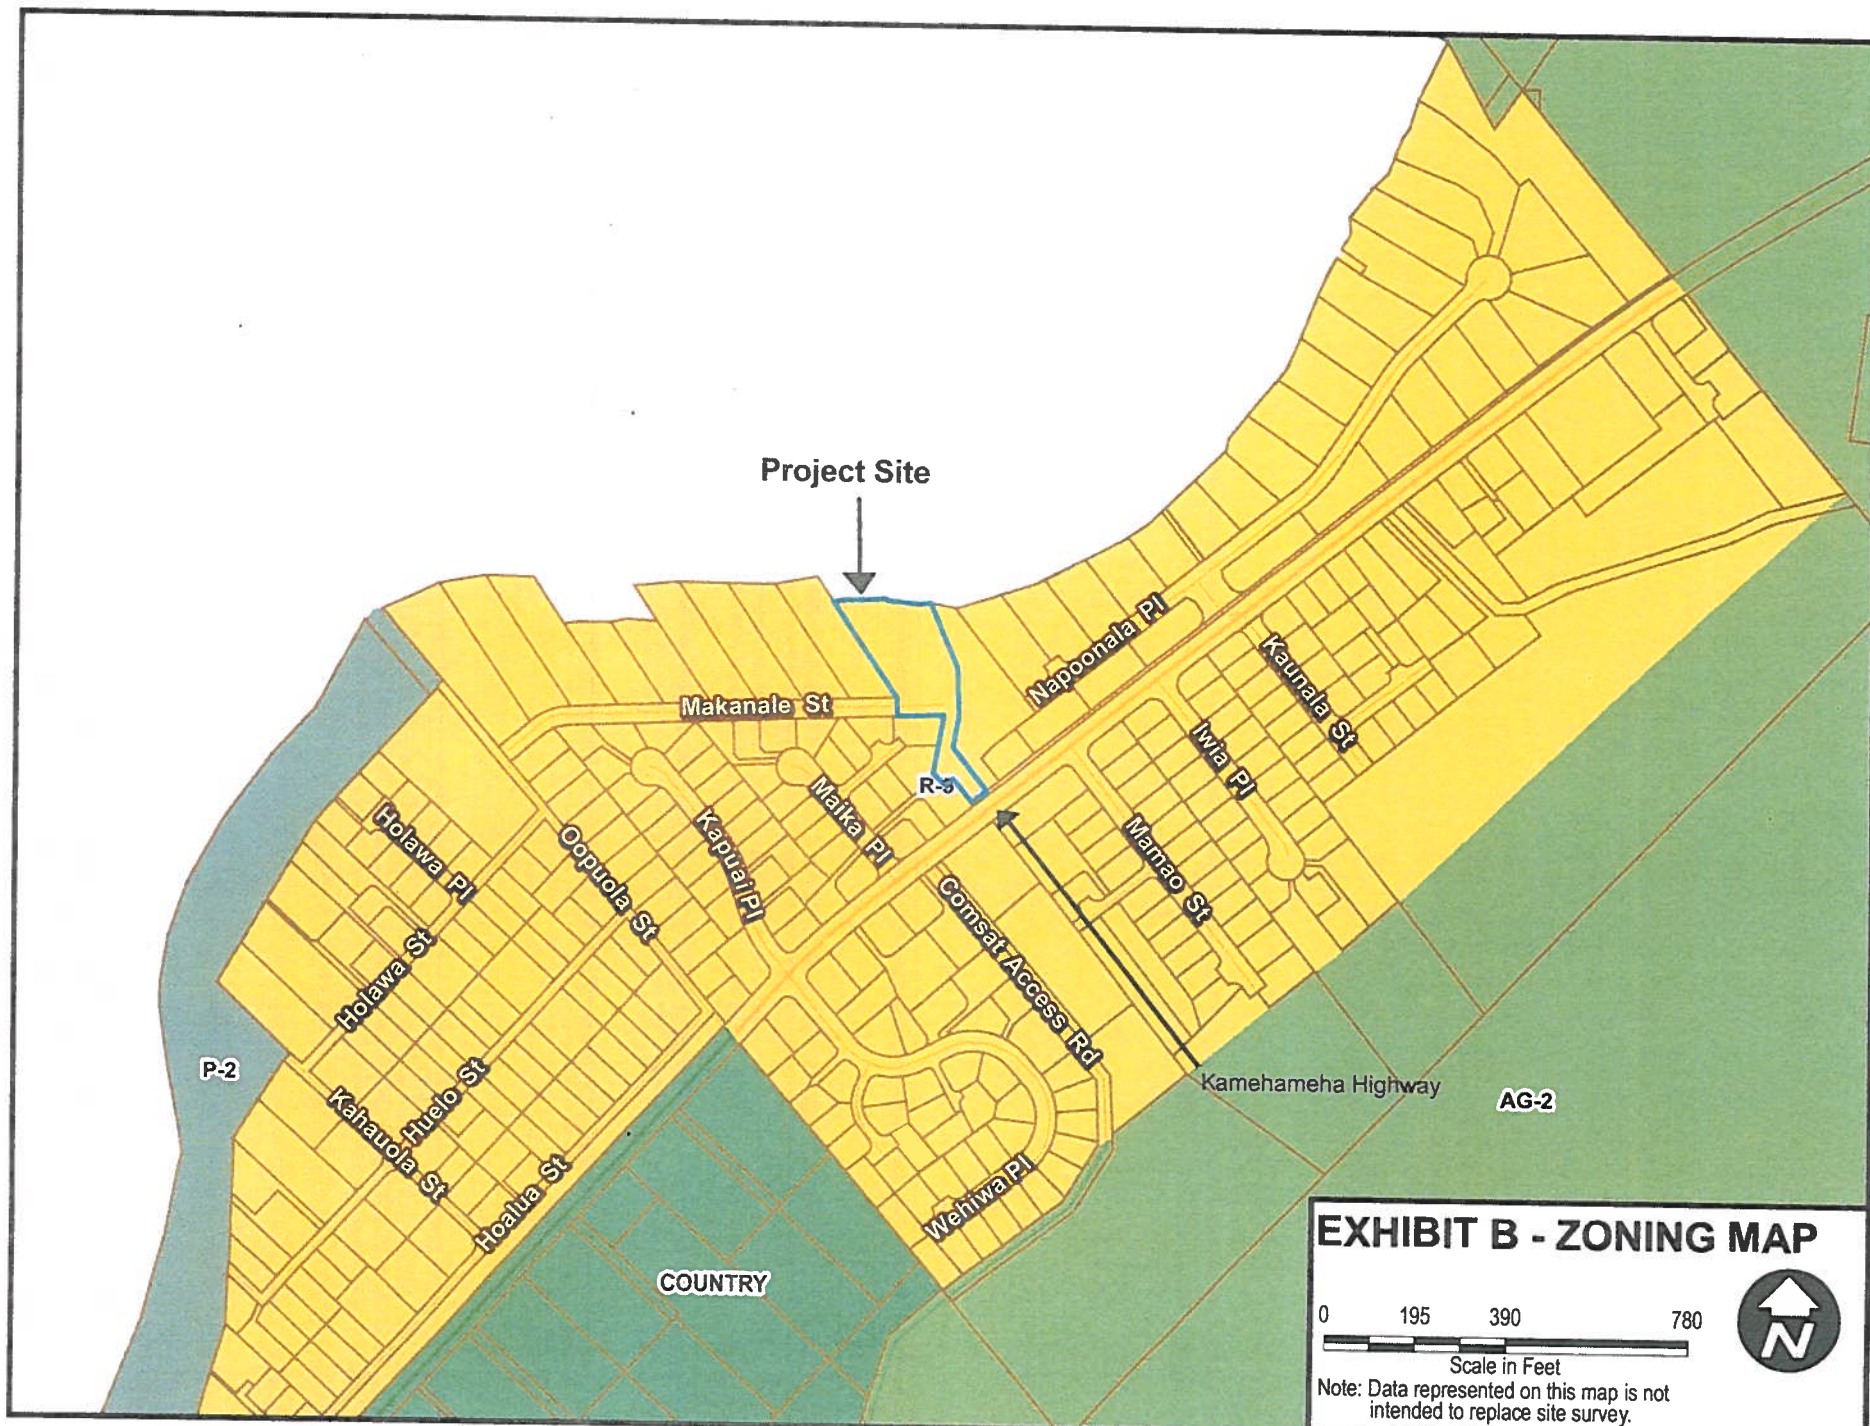 Project Site
Makanale St
Napoonala Pl
Kaunala St
Iwia Pl
Mamao St
R-5
Maika Pl
Kapuai Pl
Oopuola St
Holawa Pl
Holawa St
Comsat Access Rd
Kamehameha Highway
AG-2
P-2
Huelo St
Kahauola St
Hoalua St
Wehiwa Pl
COUNTRY
EXHIBIT B - ZONING MAP
0 195 390 780
Scale in Feet
N
Note: Data represented on this map is not
intended to replace site survey.